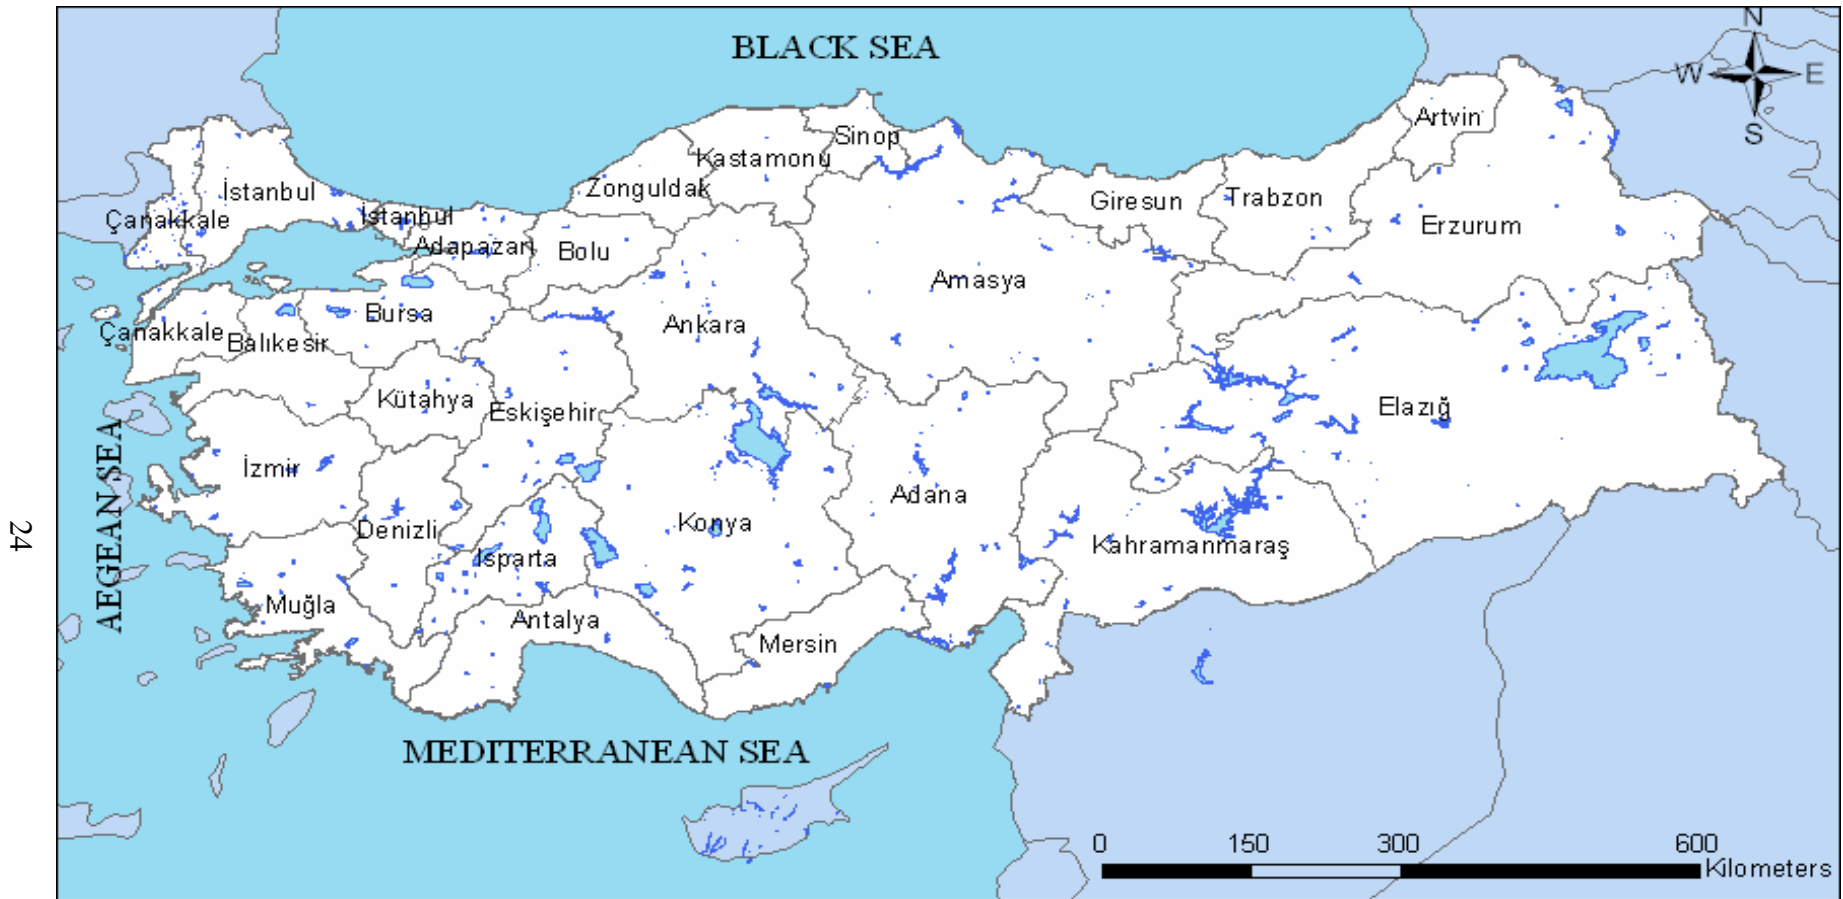 N
BLACK SEA
W E
S
Artvin
Sinop
Kastamonu
Zonguldak
İstanbul
Giresun
Trabzon
Çanakkale
İstanbul
Erzurum
Adapazarı
Bolu
Amasya
Bursa
Ankara
Çanakkale
Balıkesir
Kütahya
Eskişehir
Elazığ
İzmir
Adana
Konya
Denizli
Isparta
Kahramanmaraş
Muğla
Antalya
Mersin
AEGEAN SEA
24
MEDITERRANEAN SEA
0 150 300 600
Kilometers